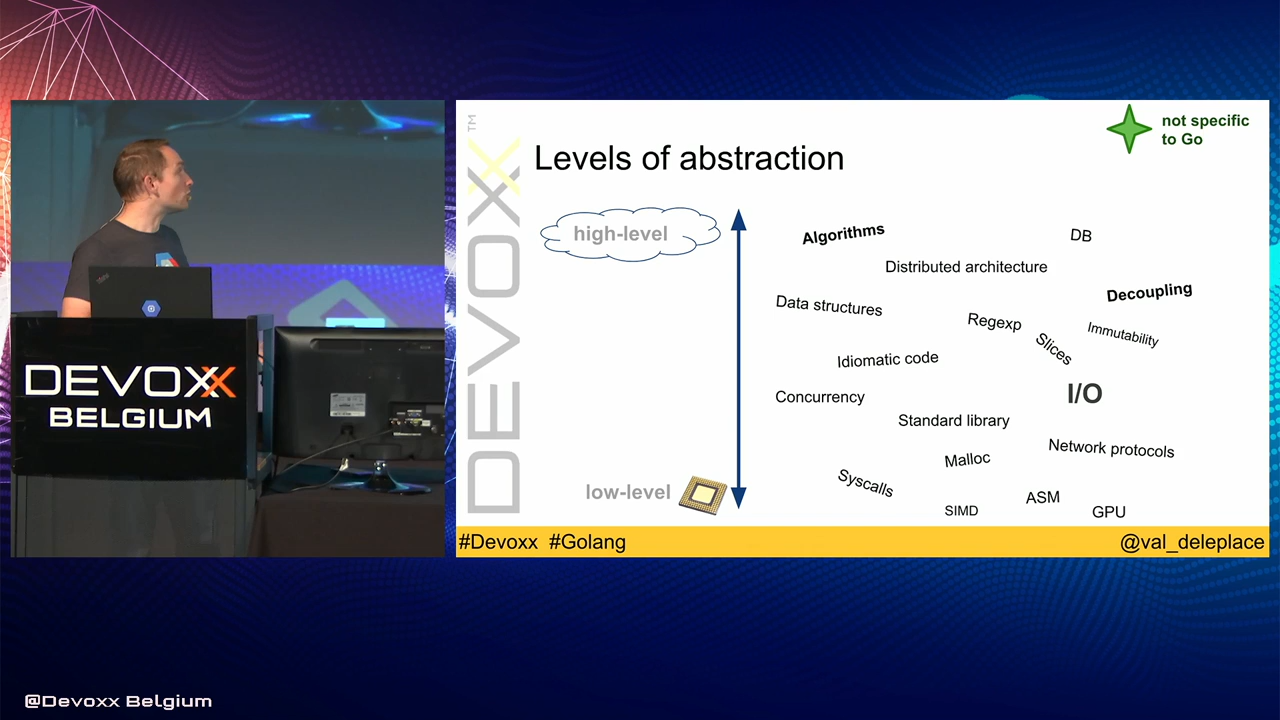 DEVOXX
BELGIUM
DEVOXX™
Levels of abstraction
not specific
to Go
high-level
Algorithms
DB
Distributed architecture
Decoupling
Data structures
Regexp
Immutability
Slices
Idiomatic code
I/O
Concurrency
Standard library
Network protocols
Malloc
Syscalls
low-level
ASM
SIMD
GPU
#Devoxx #Golang
@val_deleplace
@Devoxx Belgium